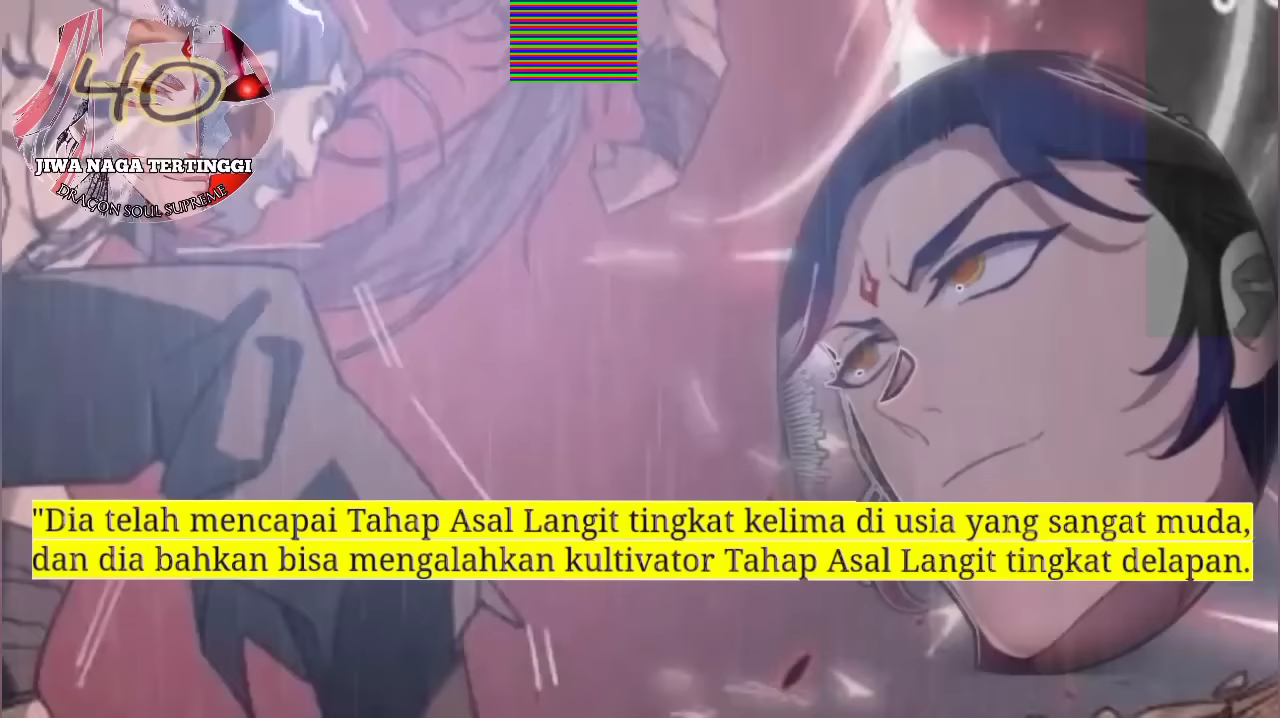 40
JIWA NAGA TERTINGGI
DRAGON SOUL SUPREME
"Dia telah mencapai Tahap Asal Langit tingkat kelima di usia yang sangat muda,
dan dia bahkan bisa mengalahkan kultivator Tahap Asal Langit tingkat delapan.